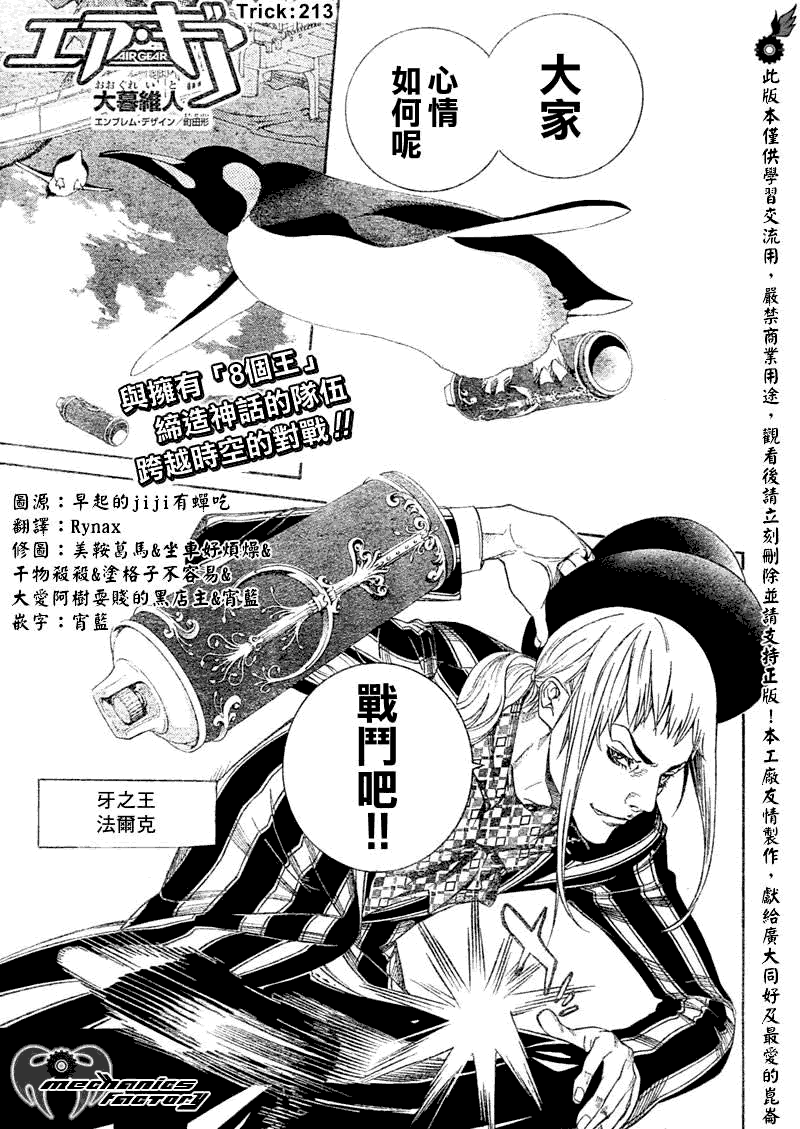 Trick:213
エア・ギア
AIR GEAR
おおぐれ いと
大暮維人
エンブレム・デザイン/町田形
大家
心情
如何呢
與擁有「8個王」
締造神話的隊伍
跨越時空的對戰!!
圖源：早起的jiji有蟬吃
翻譯：Rynax
修圖：美鞍葛馬&坐車好煩燥&
干物殺殺&塗格子不容易&
大愛阿樹耍賤的黑店主&宵藍
嵌字：宵藍
戰鬥吧!!
牙之王
法爾克
此版本僅供學習交流用，嚴禁商業用途，觀看後請立刻刪除並請支持正版！本工廠友情製作，獻給廣大同好及最愛的崑崙
mechanics
factory